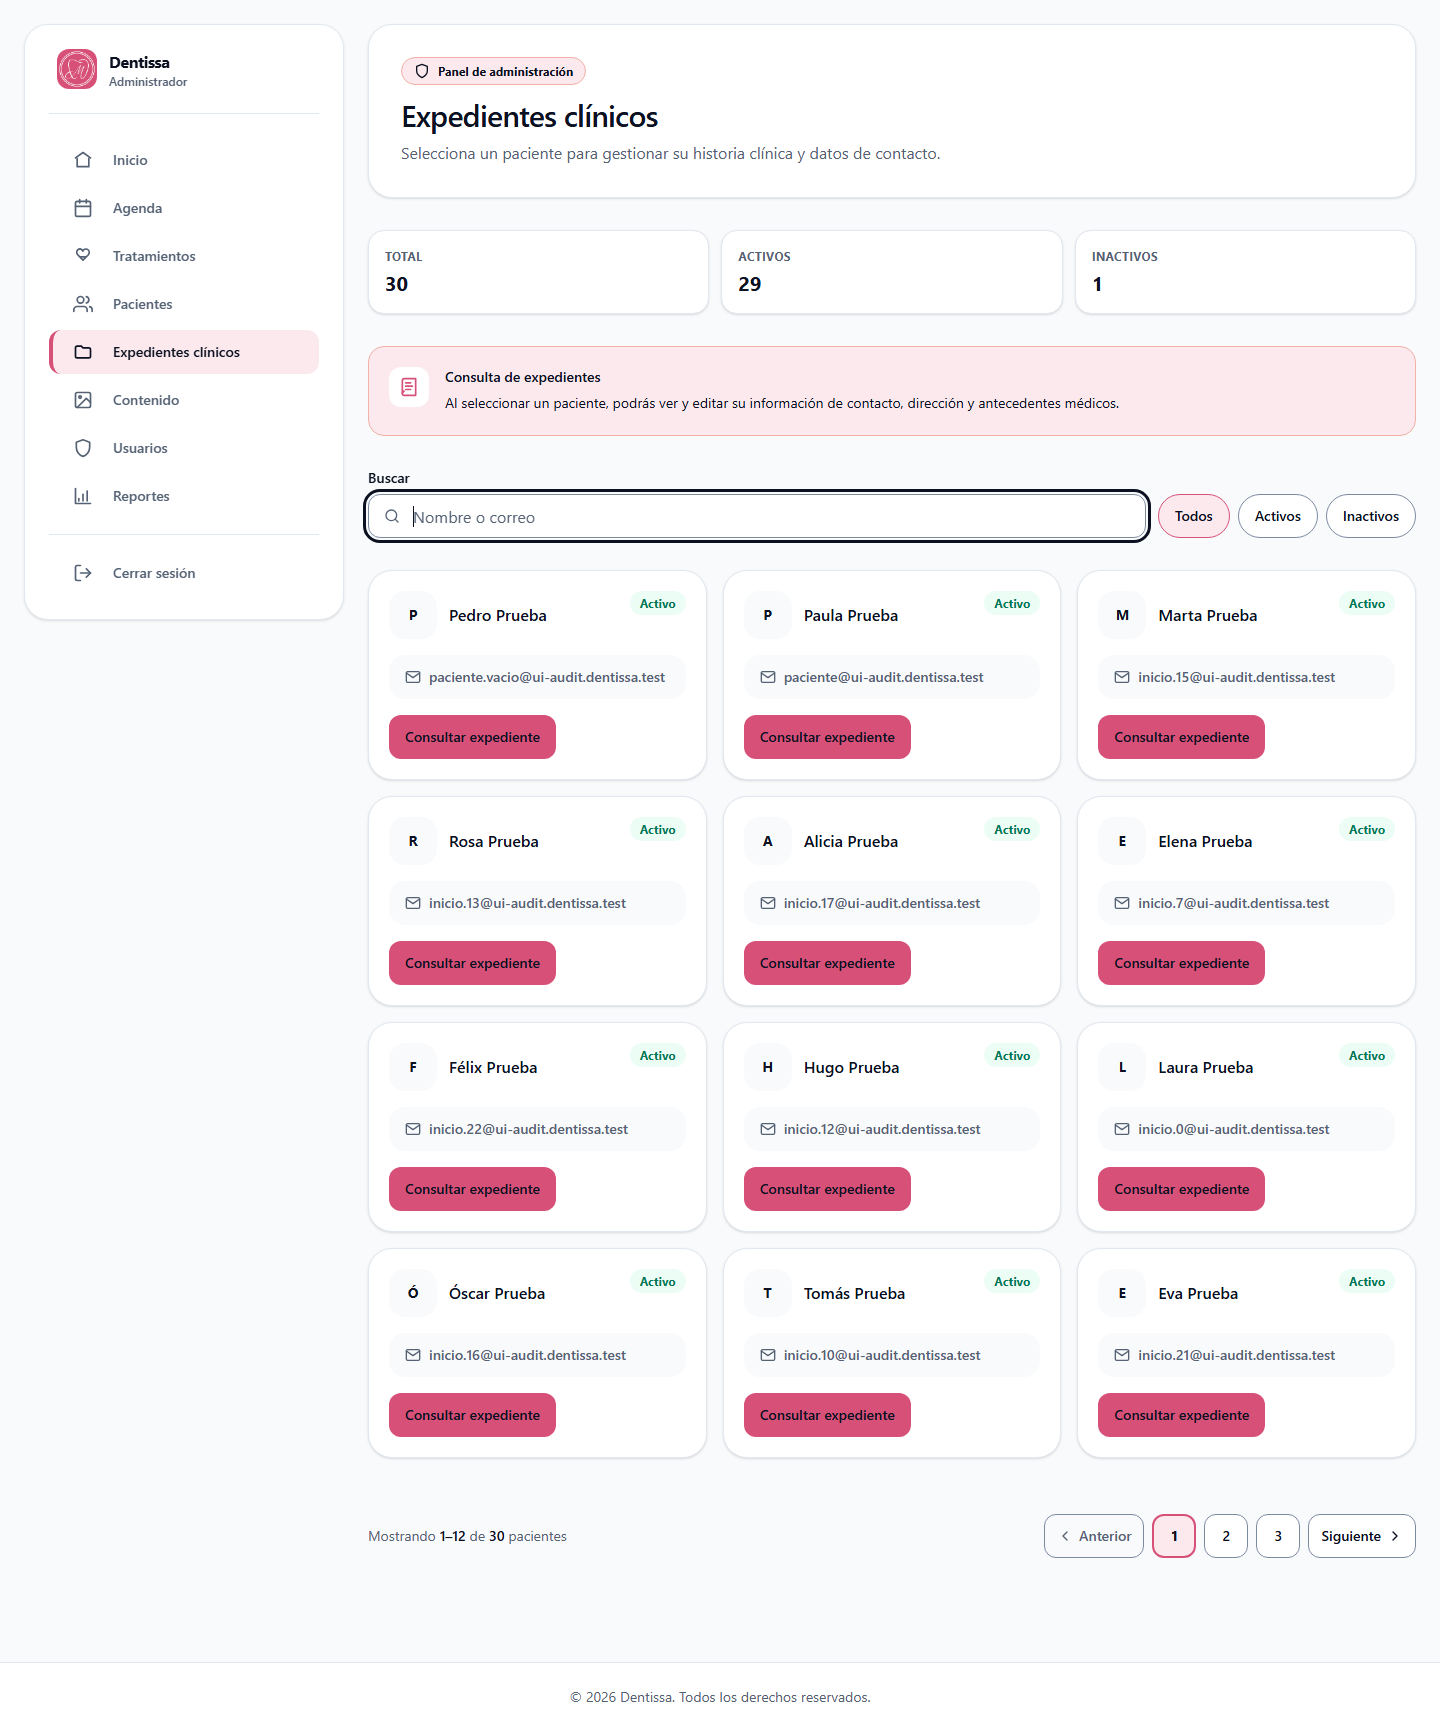 Dentissa
Administrador
Inicio
Agenda
Tratamientos
Pacientes
Expedientes clínicos
Contenido
Usuarios
Reportes
Cerrar sesión
Panel de administración
Expedientes clínicos
Selecciona un paciente para gestionar su historia clínica y datos de contacto.
TOTAL
30
ACTIVOS
29
INACTIVOS
1
Consulta de expedientes
Al seleccionar un paciente, podrás ver y editar su información de contacto, dirección y antecedentes médicos.
Buscar
Nombre o correo
Todos
Activos
Inactivos
P
Pedro Prueba
Activo
paciente.vacio@ui-audit.dentissa.test
Consultar expediente
P
Paula Prueba
Activo
paciente@ui-audit.dentissa.test
Consultar expediente
M
Marta Prueba
Activo
inicio.15@ui-audit.dentissa.test
Consultar expediente
R
Rosa Prueba
Activo
inicio.13@ui-audit.dentissa.test
Consultar expediente
A
Alicia Prueba
Activo
inicio.17@ui-audit.dentissa.test
Consultar expediente
E
Elena Prueba
Activo
inicio.7@ui-audit.dentissa.test
Consultar expediente
F
Félix Prueba
Activo
inicio.22@ui-audit.dentissa.test
Consultar expediente
H
Hugo Prueba
Activo
inicio.12@ui-audit.dentissa.test
Consultar expediente
L
Laura Prueba
Activo
inicio.0@ui-audit.dentissa.test
Consultar expediente
Ó
Óscar Prueba
Activo
inicio.16@ui-audit.dentissa.test
Consultar expediente
T
Tomás Prueba
Activo
inicio.10@ui-audit.dentissa.test
Consultar expediente
E
Eva Prueba
Activo
inicio.21@ui-audit.dentissa.test
Consultar expediente
Mostrando 1–12 de 30 pacientes
Anterior
1
2
3
Siguiente
© 2026 Dentissa. Todos los derechos reservados.